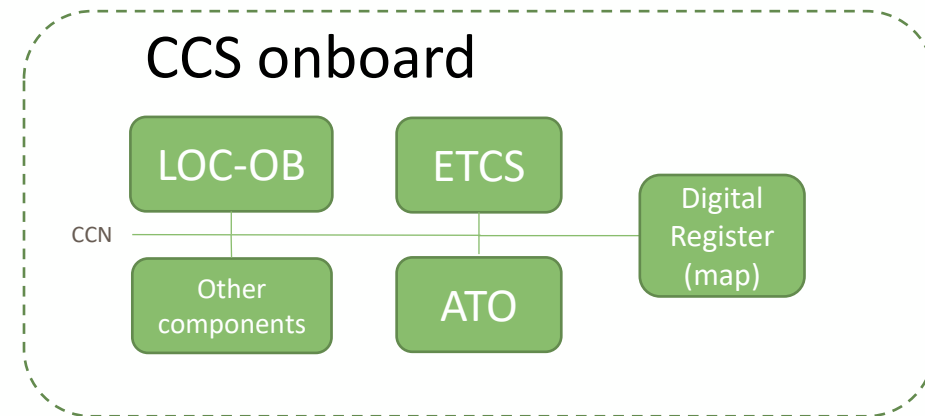 CCS onboard
LOC-OB
ETCS
Digital
Register
(map)
CCN
Other
components
ATO